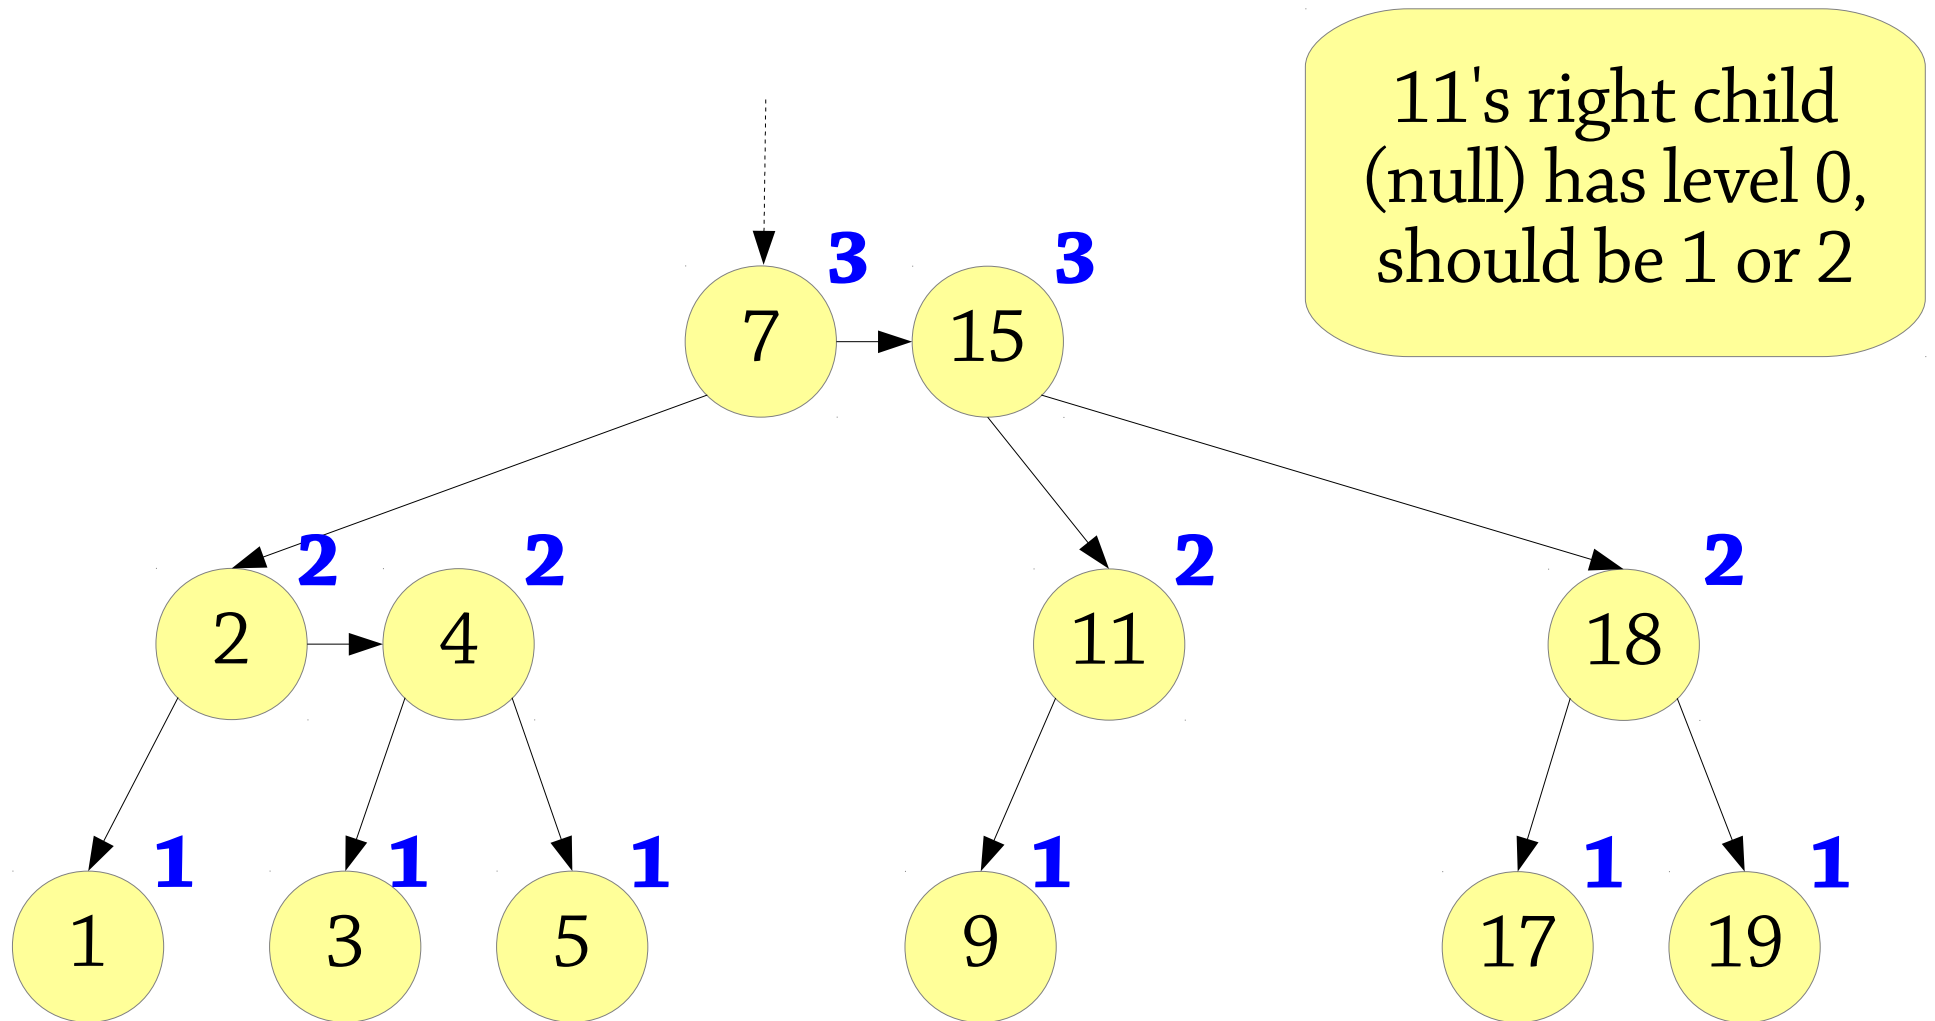 11's right child
(null) has level 0,
should be 1 or 2
3 3
7 15
2 2 2 2
2 4 11 18
1 1 1 1 1 1
1 3 5 9 17 19